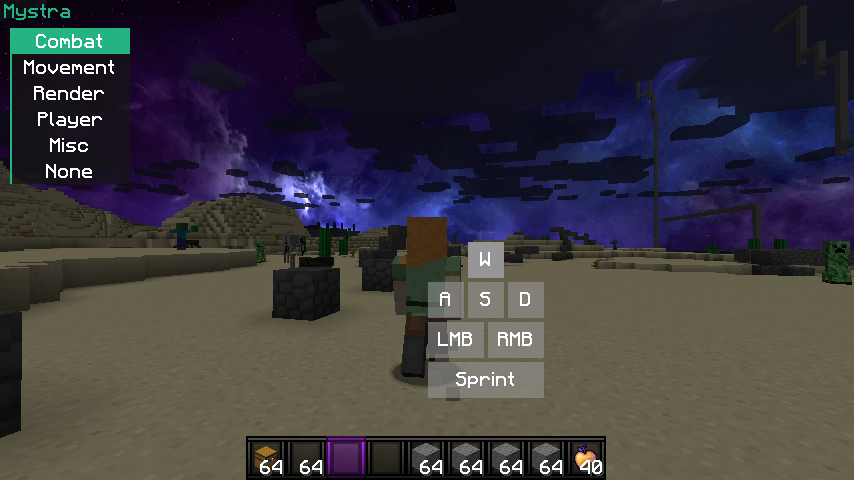 Mystra
Combat
Movement
Render
Player
Misc
None
W
A S D
LMB RMB
Sprint
64 64 64 64 64 64 40